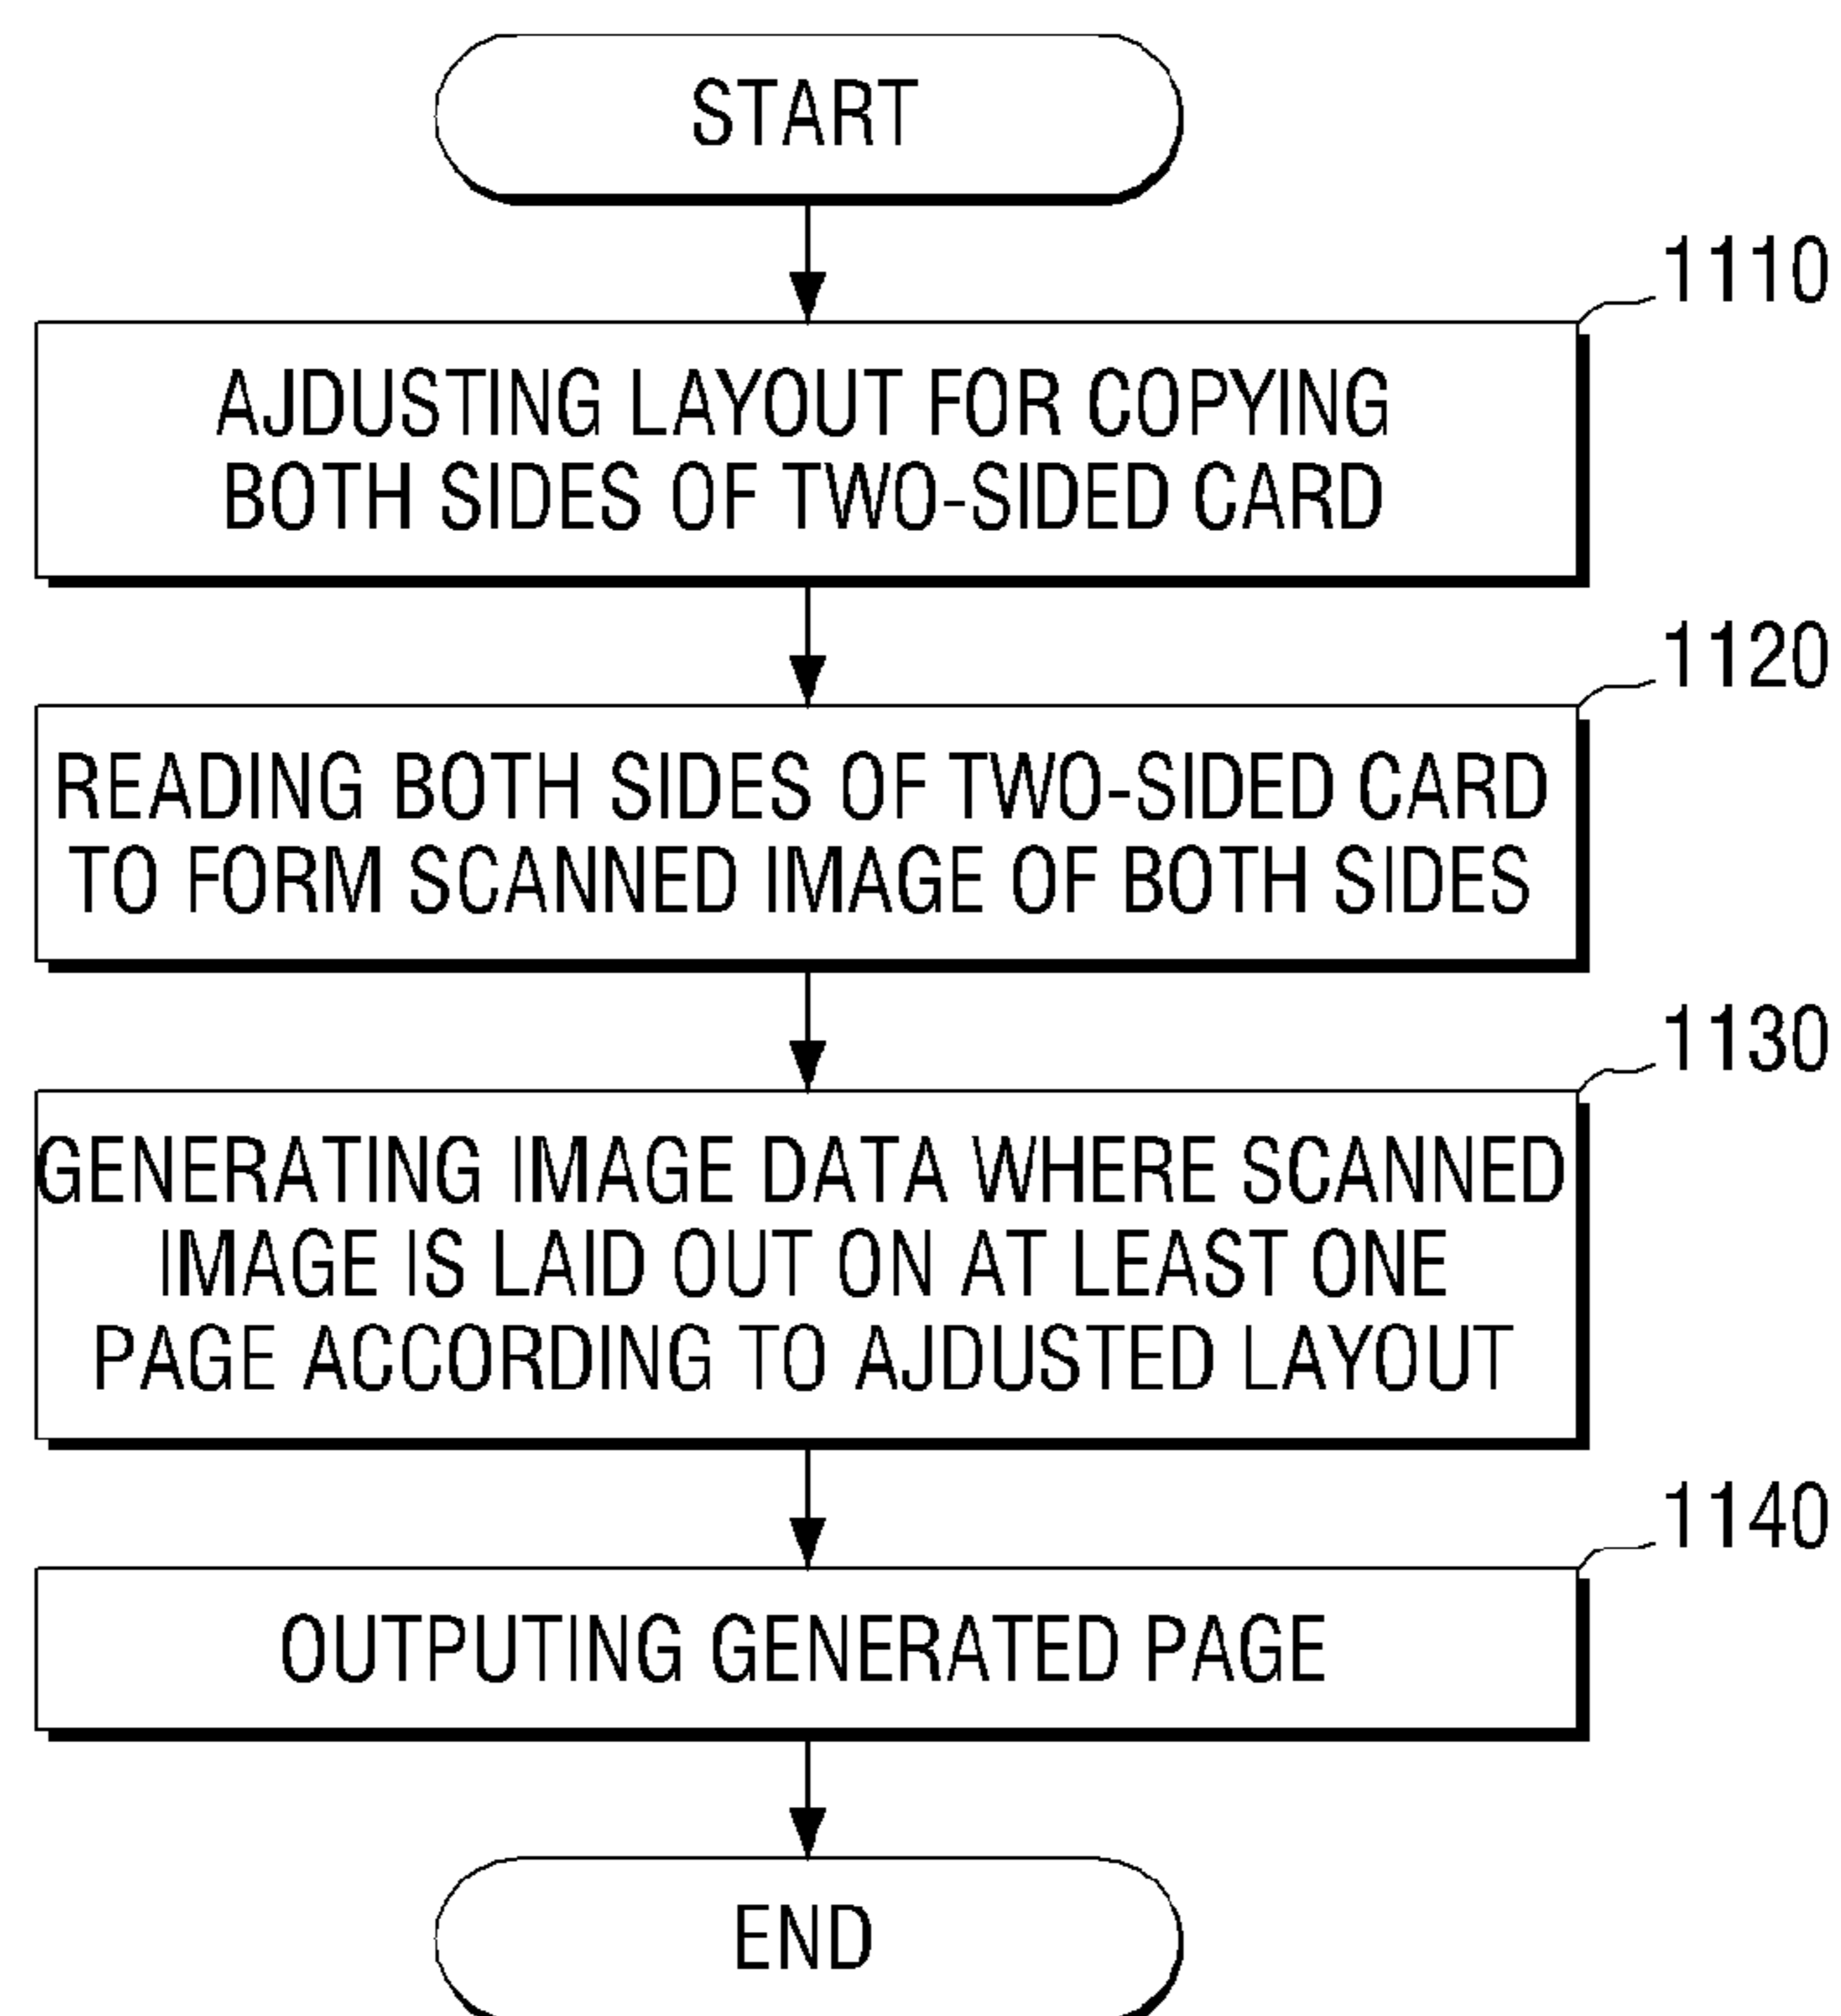 START
1110
AJDUSTING LAYOUT FOR COPYING
BOTH SIDES OF TWO-SIDED CARD
1120
READING BOTH SIDES OF TWO-SIDED CARD
TO FORM SCANNED IMAGE OF BOTH SIDES
1130
GENERATING IMAGE DATA WHERE SCANNED
IMAGE IS LAID OUT ON AT LEAST ONE
PAGE ACCORDING TO AJDUSTED LAYOUT
1140
OUTPUTING GENERATED PAGE
END